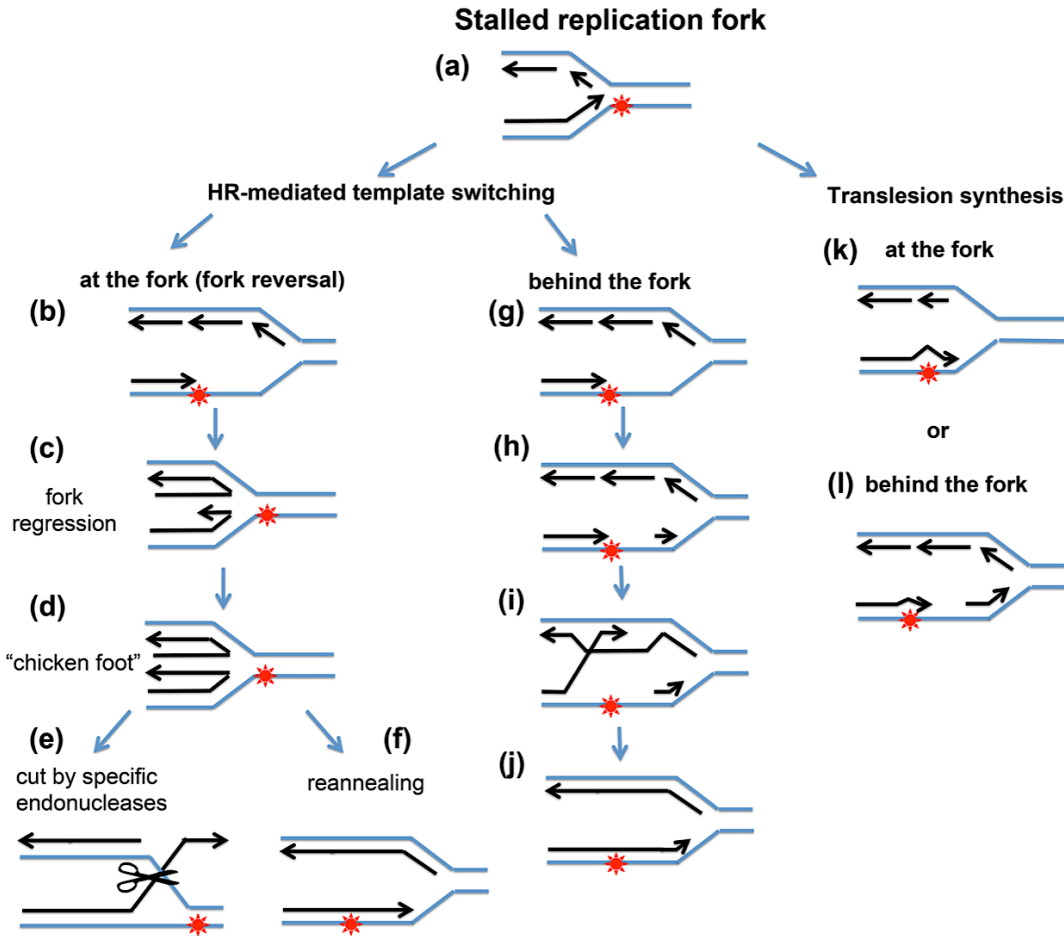 Stalled replication fork
(a)
HR-mediated template switching
Translesion synthesis
at the fork (fork reversal)
behind the fork
(k) at the fork
(b)
(g)
or
(c)
fork
regression
(h)
(l) behind the fork
(d)
“chicken foot”
(i)
(e)
cut by specific
endonucleases
(f)
reannealing
(j)